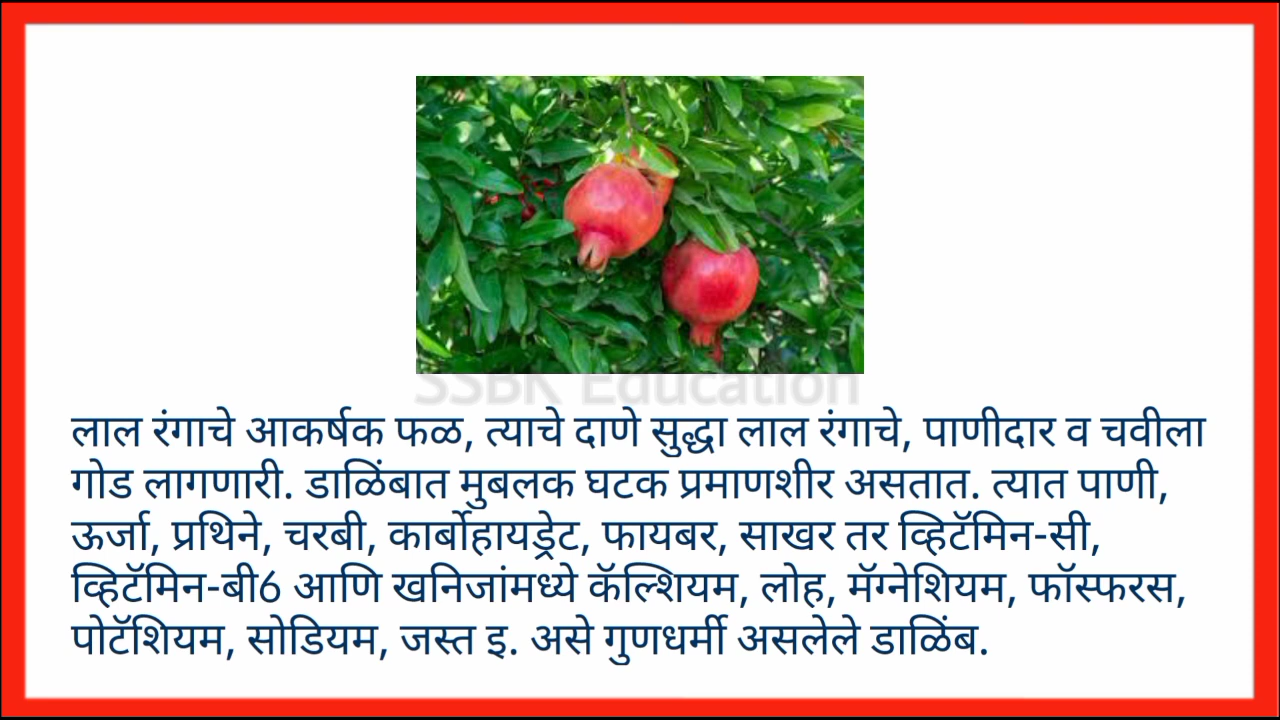 SSBK Education
लाल रंगाचे आकर्षक फळ, त्याचे दाणे सुद्धा लाल रंगाचे, पाणीदार व चवीला
गोड लागणारी. डाळिंबात मुबलक घटक प्रमाणशीर असतात. त्यात पाणी,
ऊर्जा, प्रथिने, चरबी, कार्बोहायड्रेट, फायबर, साखर तर व्हिटॅमिन-सी,
व्हिटॅमिन-बी6 आणि खनिजांमध्ये कॅल्शियम, लोह, मॅग्नेशियम, फॉस्फरस,
पोटॅशियम, सोडियम, जस्त इ. असे गुणधर्मी असलेले डाळिंब.